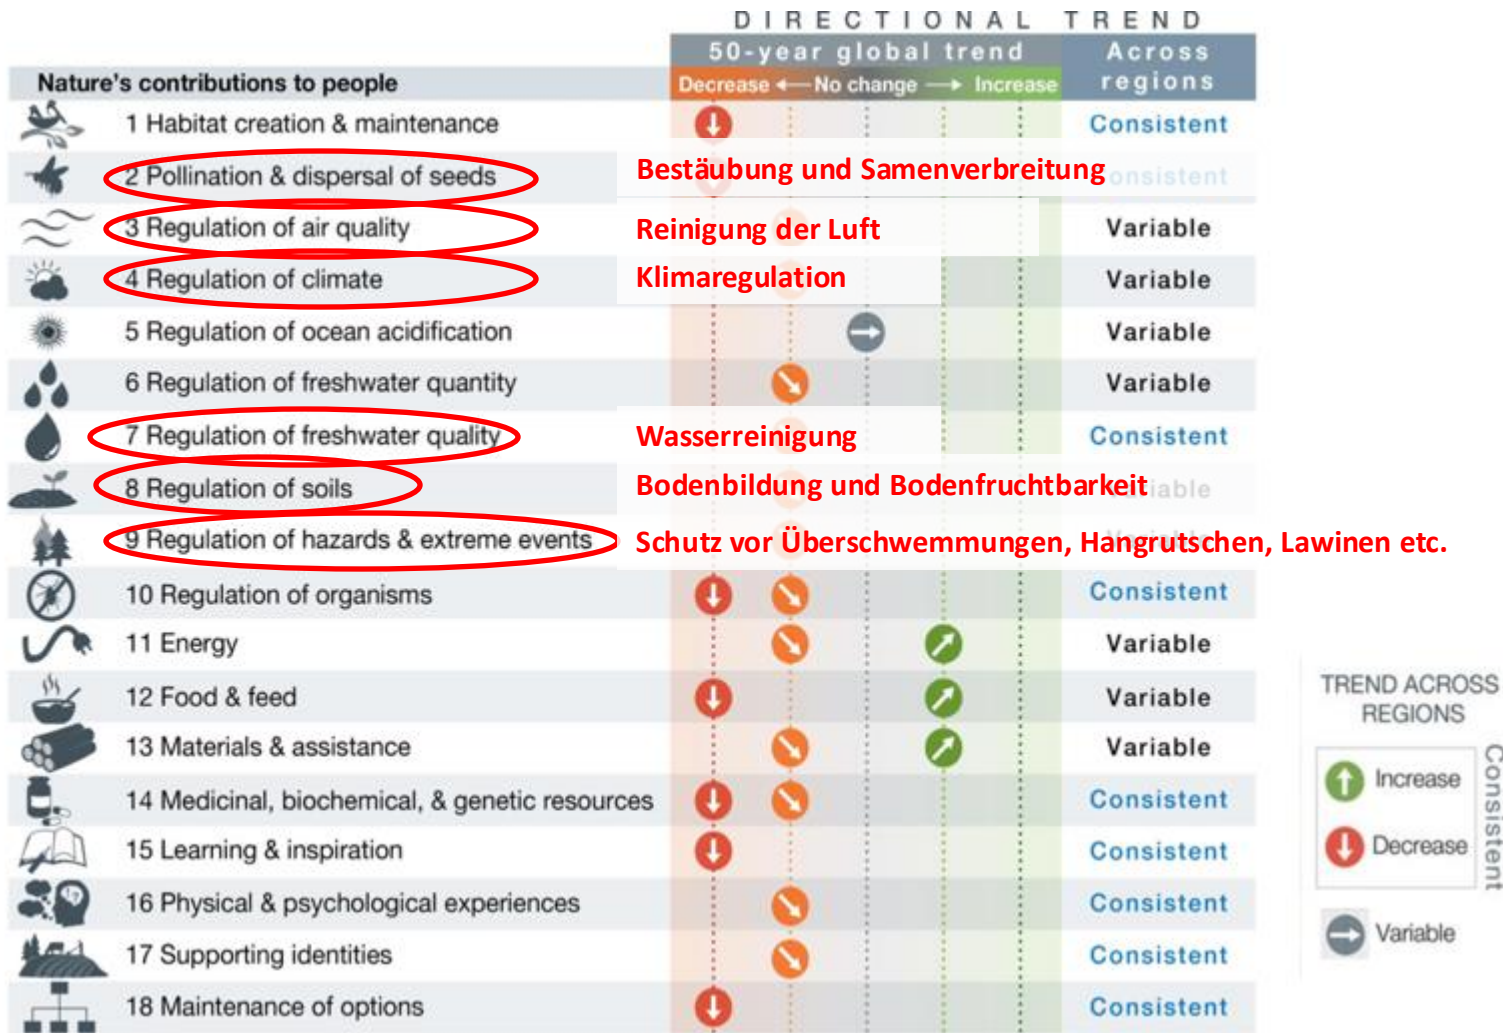 DIRECTIONAL TREND
50-year global trend
Across regions
Nature's contributions to people
Decrease ← No change → Increase
1 Habitat creation & maintenance Consistent
2 Pollination & dispersal of seeds Bestäubung und Samenverbreitung onsistent
3 Regulation of air quality Reinigung der Luft Variable
4 Regulation of climate Klimaregulation Variable
5 Regulation of ocean acidification Variable
6 Regulation of freshwater quantity Variable
7 Regulation of freshwater quality Wasserreinigung Consistent
8 Regulation of soils Bodenbildung und Bodenfruchtbarkeit Variable
9 Regulation of hazards & extreme events Schutz vor Überschwemmungen, Hangrutschen, Lawinen etc.
10 Regulation of organisms Consistent
11 Energy Variable
12 Food & feed Variable
13 Materials & assistance Variable
14 Medicinal, biochemical, & genetic resources Consistent
15 Learning & inspiration Consistent
16 Physical & psychological experiences Consistent
17 Supporting identities Consistent
18 Maintenance of options Consistent
TREND ACROSS
REGIONS
Increase
Decrease
Consistent
Variable